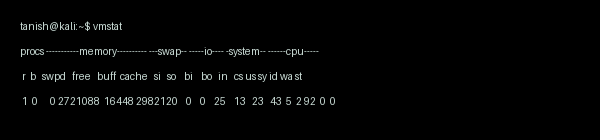 tanish@kali:~$ vmstat
procs -----------memory---------- ---swap-- -----io---- -system-- ------cpu-----
r b swpd free buff cache si so bi bo in cs us sy id wa st
1 0 0 2721088 16448 2982120 0 0 25 13 23 43 5 2 92 0 0